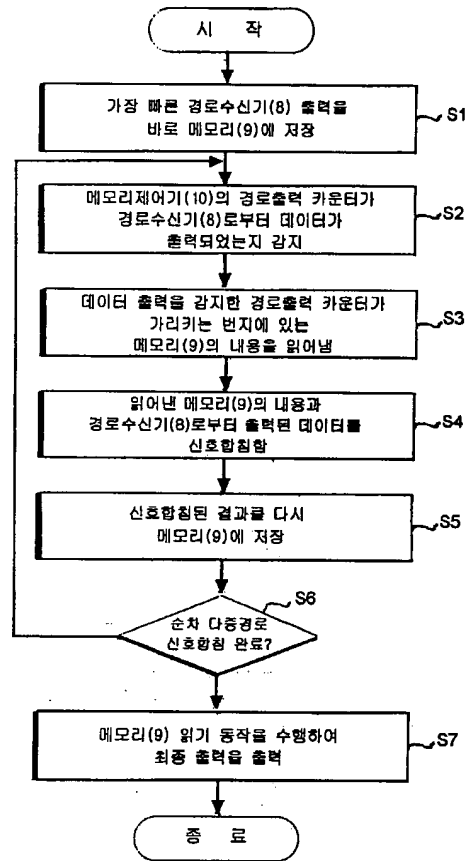 시 작
가장 빠른 경로수신기(8) 출력을
바로 메모리(9)에 저장
S1
메모리제어기(10)의 경로출력 카운터가
경로수신기(8)로부터 데이터가
출력되었는지 감지
S2
데이터 출력을 감지한 경로출력 카운터가
가리키는 번지에 있는
메모리(9)의 내용을 읽어냄
S3
읽어낸 메모리(9)의 내용과
경로수신기(8)로부터 출력된 데이터를
신호합침함
S4
신호합침된 결과를 다시
메모리(9)에 저장
S5
S6
순차 다중경로
신호합침 완료?
메모리(9) 읽기 동작을 수행하여
최종 출력을 출력
S7
종 료